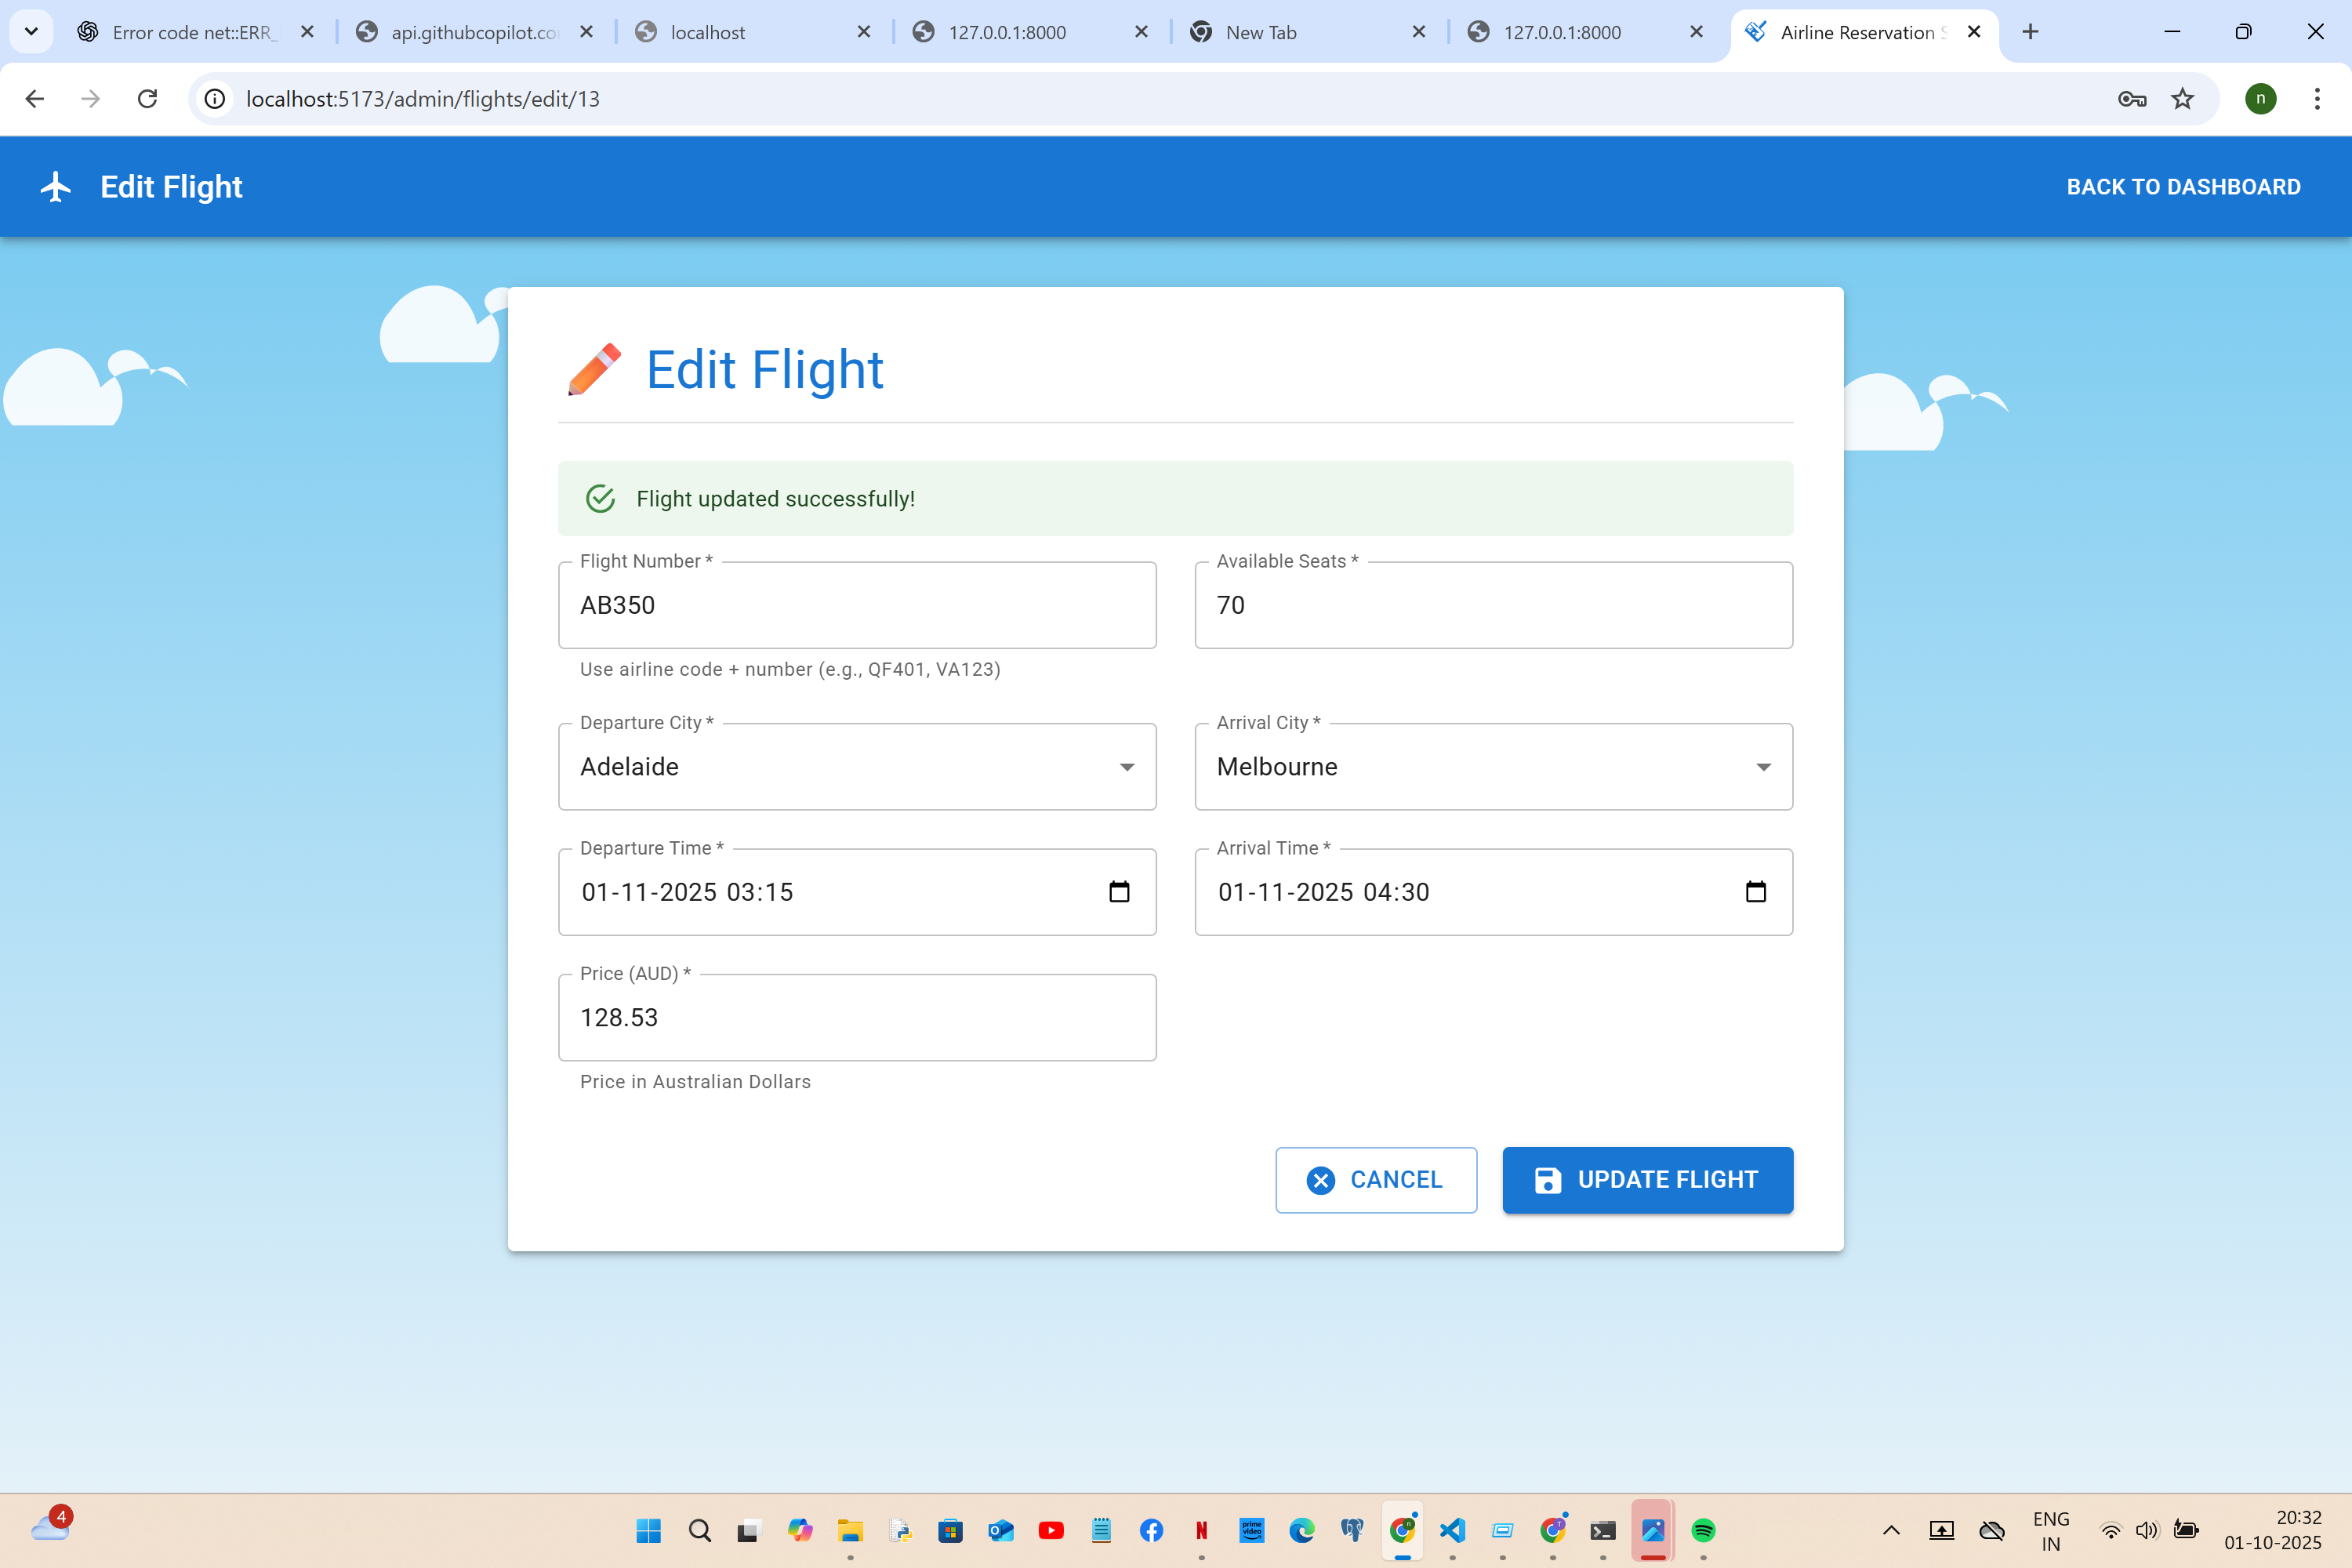 Error code net::ERR_
api.githubcopilot.co
localhost
127.0.0.1:8000
New Tab
127.0.0.1:8000
Airline Reservation S
localhost:5173/admin/flights/edit/13
n
Edit Flight
BACK TO DASHBOARD
Edit Flight
Flight updated successfully!
Flight Number *
Available Seats *
AB350
70
Use airline code + number (e.g., QF401, VA123)
Departure City *
Arrival City *
Adelaide
Melbourne
Departure Time *
Arrival Time *
01-11-2025 03:15
01-11-2025 04:30
Price (AUD) *
128.53
Price in Australian Dollars
CANCEL
UPDATE FLIGHT
4
N
prime
video
n
T
ENG
IN
20:32
01-10-2025